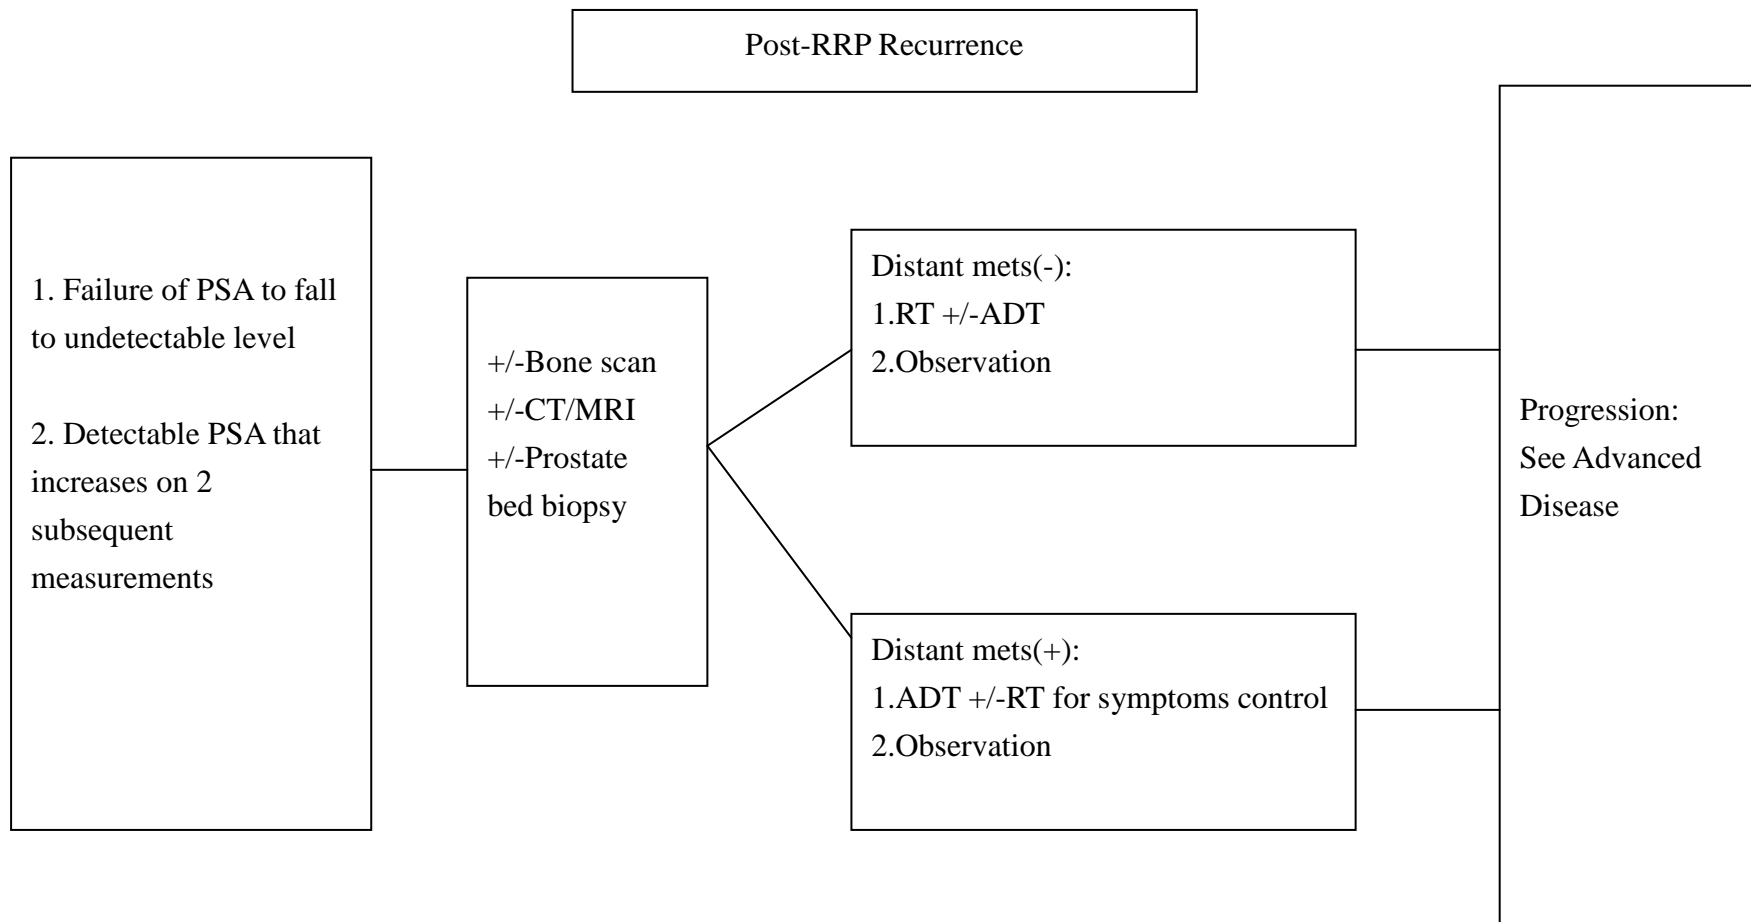 Post-RRP Recurrence
1. Failure of PSA to fall
to undetectable level
2. Detectable PSA that
increases on 2
subsequent
measurements
+/-Bone scan
+/-CT/MRI
+/-Prostate
bed biopsy
Distant mets(-):
1.RT +/-ADT
2.Observation
Distant mets(+):
1.ADT +/-RT for symptoms control
2.Observation
Progression:
See Advanced
Disease